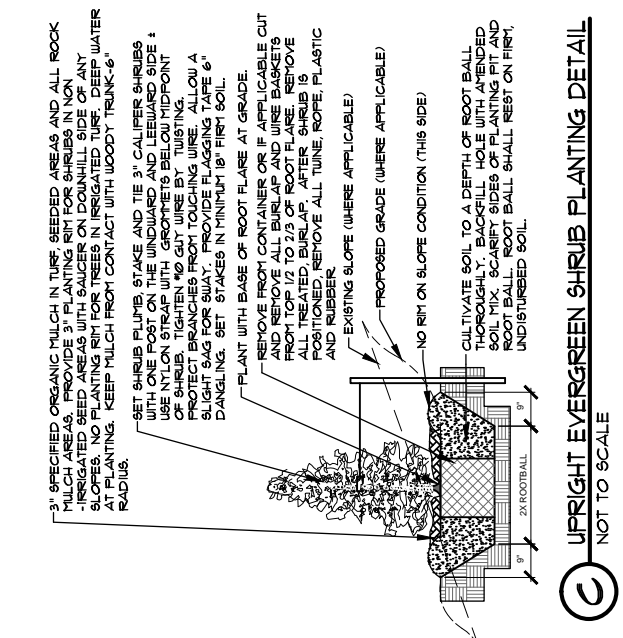 3" SPECIFIED ORGANIC MULCH IN TURF, SEEDED AREAS AND ALL ROCK
MULCH AREAS. PROVIDE 3" PLANTING RIM FOR SHRUBS IN NON
-IRRIGATED SEED AREAS WITH SAUCER ON DOWNHILL SIDE OF ANY
SLOPES. NO PLANTING RIM FOR TREES IN IRRIGATED TURF. DEEP WATER
AT PLANTING. KEEP MULCH FROM CONTACT WITH WOODY TRUNK-6"
RADIUS.
SET SHRUB PLUMB, STAKE AND TIE 3" CALIPER SHRUBS
WITH ONE POST ON THE WINDWARD AND LEEWARD SIDE ±
USE NYLON STRAP WITH GROMMETS BELOW MIDPOINT
OF SHRUB. TIGHTEN #10 GUY WIRE BY TWISTING.
PROTECT BRANCHES FROM TOUCHING WIRE. ALLOW A
SLIGHT SAG FOR SWAY. PROVIDE FLAGGING TAPE 6"
DANGLING. SET STAKES IN MINIMUM 18" FIRM SOIL.
PLANT WITH BASE OF ROOT FLARE AT GRADE.
REMOVE FROM CONTAINER OR IF APPLICABLE CUT
AND REMOVE ALL BURLAP AND WIRE BASKETS
FROM TOP 1/2 TO 2/3 OF ROOT FLARE. REMOVE
ALL TREATED, BURLAP. AFTER SHRUB IS
POSITIONED, REMOVE ALL TWINE, ROPE, PLASTIC
AND RUBBER
EXISTING SLOPE (WHERE APPLICABLE)
PROPOSED GRADE (WHERE APPLICABLE)
NO RIM ON SLOPE CONDITION (THIS SIDE)
CULTIVATE SOIL TO A DEPTH OF ROOT BALL
THOROUGHLY. BACKFILL HOLE WITH AMENDED
SOIL MIX. SCARIFY SIDES OF PLANTING PIT AND
ROOT BALL. ROOT BALL SHALL REST ON FIRM,
UNDISTURBED SOIL.
9"
2X ROOTBALL
9"
C
UPRIGHT EVERGREEN SHRUB PLANTING DETAIL
NOT TO SCALE